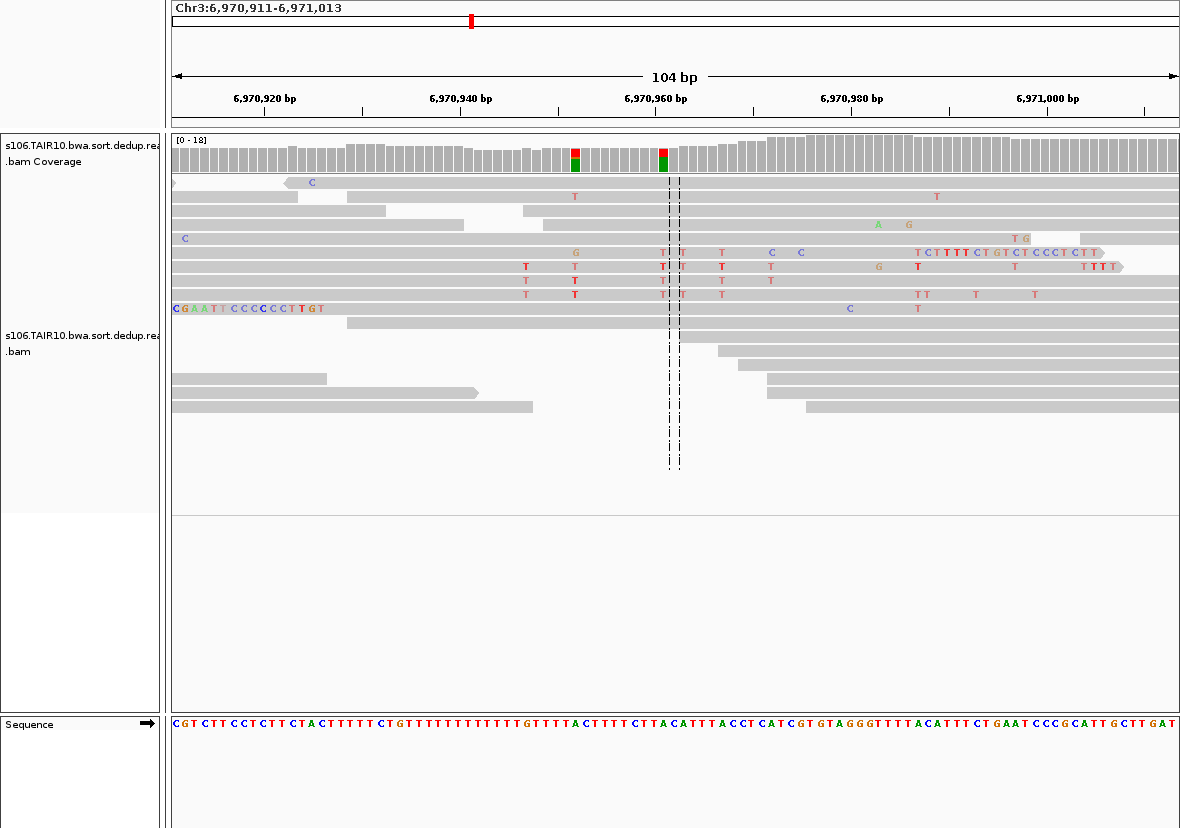 Chr3:6,970,911-6,971,013
104 bp
6,970,920 bp 6,970,940 bp 6,970,960 bp 6,970,980 bp 6,971,000 bp
s106.TAIR10.bwa.sort.dedup.rea
.bam Coverage
[0 - 18]
C
T T
A G
C T G
G T T T C C T C T T T T C T G T C T C C C T C T T
T T T T T T G T T T T T T
T T T T T
T T T T T T T T T
C G A A T T C C C C C C T T G T C T
s106.TAIR10.bwa.sort.dedup.rea
.bam
Sequence
CGTCTTCCTCTTCTACTTTTTCTGTTTTTTTTTTTTGTTTTACTTTTCTTACATTTACCTCATCGTGTAGGGTTTTACATTTCTGAATCCCGCATTGCTTGAT